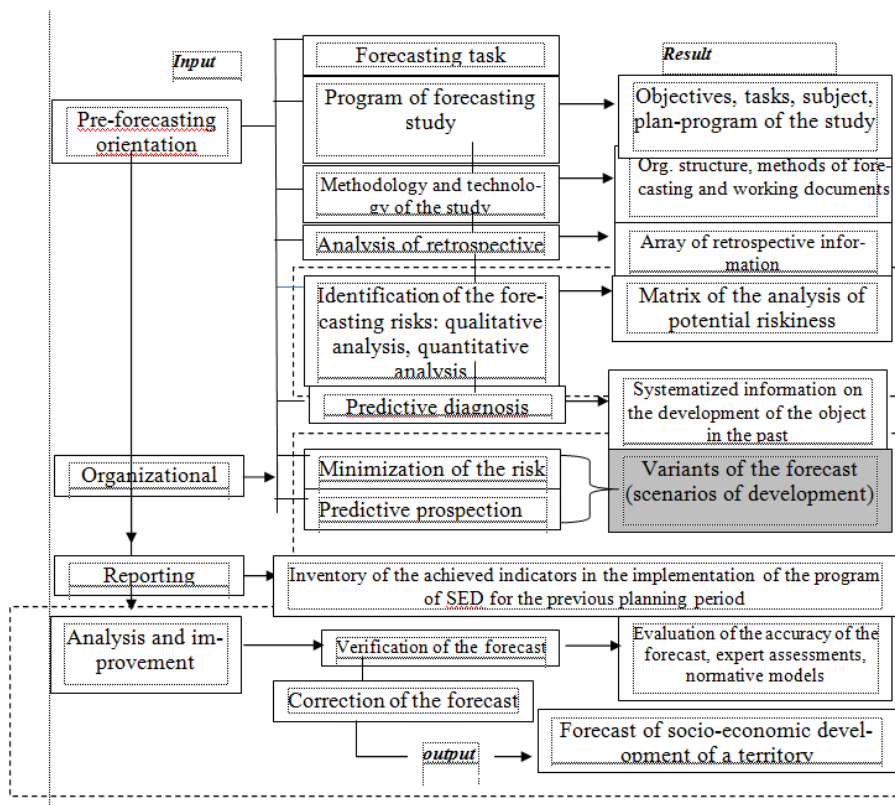 Input
Forecasting task
Result
Pre-forecasting
orientation
Program of forecasting
study
Objectives, tasks, subject,
plan-program of the study
Methodology and technolo-
gy of the study
Org. structure, methods of fore-
casting and working documents
Analysis of retrospective
Array of retrospective infor-
mation
Identification of the fore-
casting risks: qualitative
analysis, quantitative
analysis
Matrix of the analysis of
potential riskiness
Predictive diagnosis
Systematized information on
the development of the object
in the past
Organizational
Minimization of the risk
Predictive prospection
Variants of the forecast
(scenarios of development)
Reporting
Inventory of the achieved indicators in the implementation of the program
of SED for the previous planning period
Analysis and im-
provement
Verification of the forecast
Evaluation of the accuracy of the
forecast, expert assessments,
normative models
Correction of the forecast
output
Forecast of socio-economic devel-
opment of a territory